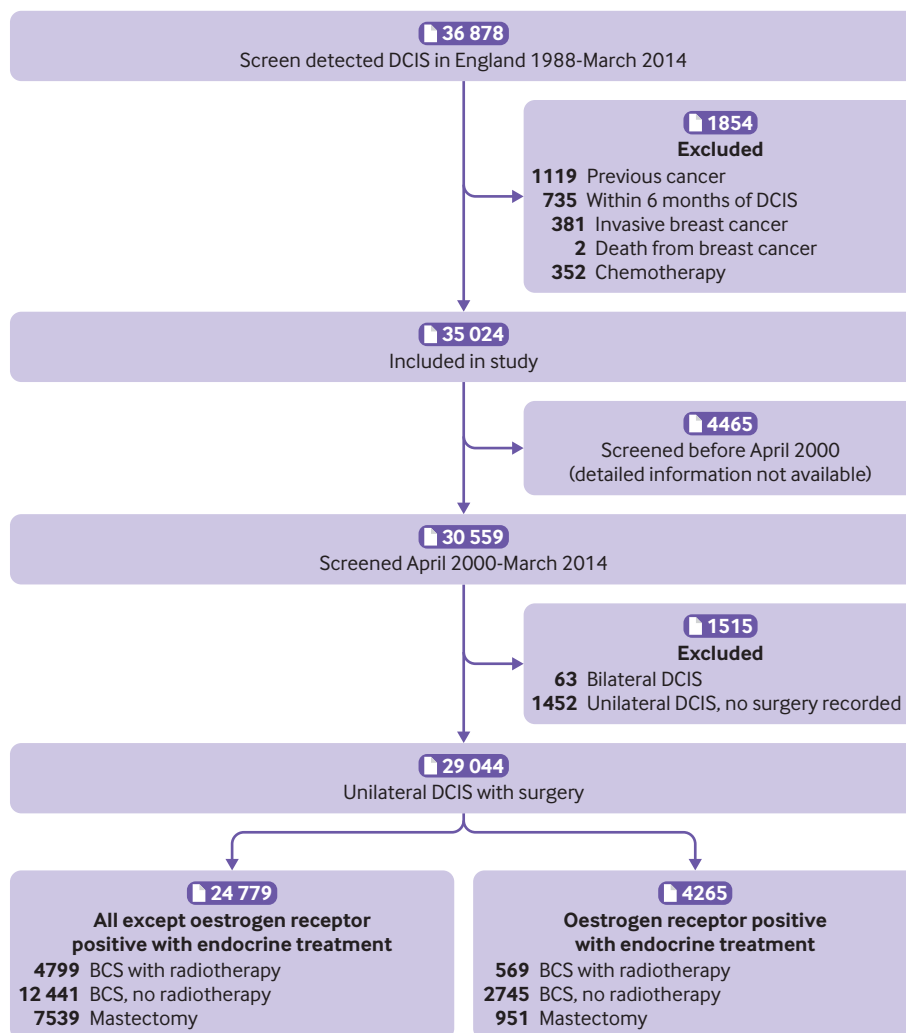 36 878
Screen detected DCIS in England 1988-March 2014
1854
Excluded
1119 Previous cancer
735 Within 6 months of DCIS
381 Invasive breast cancer
2 Death from breast cancer
352 Chemotherapy
35 024
Included in study
4465
Screened before April 2000
(detailed information not available)
30 559
Screened April 2000-March 2014
1515
Excluded
63 Bilateral DCIS
1452 Unilateral DCIS, no surgery recorded
29 044
Unilateral DCIS with surgery
24 779
All except oestrogen receptor
positive with endocrine treatment
4799 BCS with radiotherapy
12 441 BCS, no radiotherapy
7539 Mastectomy
4265
Oestrogen receptor positive
with endocrine treatment
569 BCS with radiotherapy
2745 BCS, no radiotherapy
951 Mastectomy